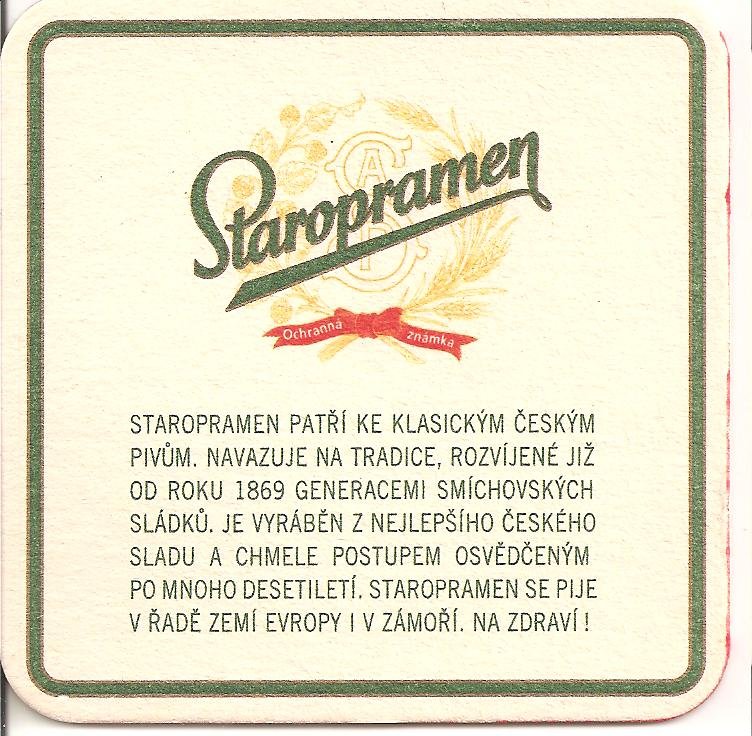 Staropramen
Ochranná známka
STAROPRAMEN PATŘÍ KE KLASICKÝM ČESKÝM
PIVŮM. NAVAZUJE NA TRADICE, ROZVÍJENÉ JIŽ
OD ROKU 1869 GENERACEMI SMÍCHOVSKÝCH
SLÁDKŮ. JE VYRÁBĚN Z NEJLEPŠÍHO ČESKÉHO
SLADU A CHMELE POSTUPEM OSVĚDČENÝM
PO MNOHO DESETILETÍ. STAROPRAMEN SE PIJE
V ŘADĚ ZEMÍ EVROPY I V ZÁMOŘÍ. NA ZDRAVÍ !